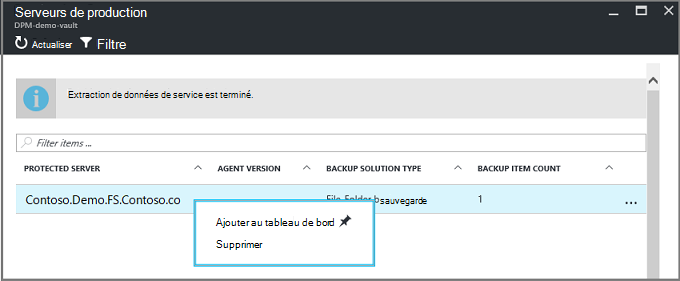 Serveurs de production
DPM-demo-vault
Actualiser Filtre
Extraction de données de service est terminé.
Filter items ...
PROTECTED SERVER AGENT VERSION BACKUP SOLUTION TYPE BACKUP ITEM COUNT
Contoso.Demo.FS.Contoso.co File-Folder sauvegarde 1 ...
Ajouter au tableau de bord
Supprimer